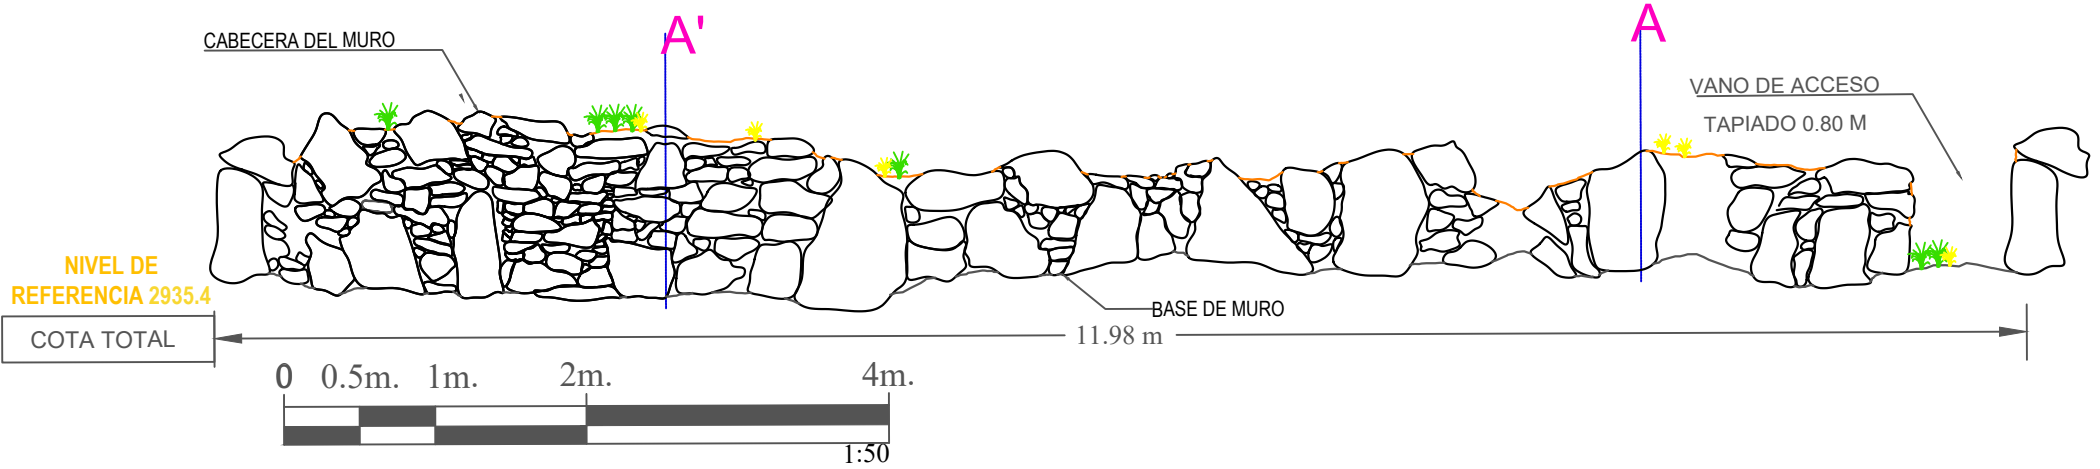 A'
A
CABECERA DEL MURO
VANO DE ACCESO
TAPIADO 0.80 M
NIVEL DE
REFERENCIA 2935.4
BASE DE MURO
COTA TOTAL
11.98 m
0 0.5m. 1m. 2m. 4m.
1:50